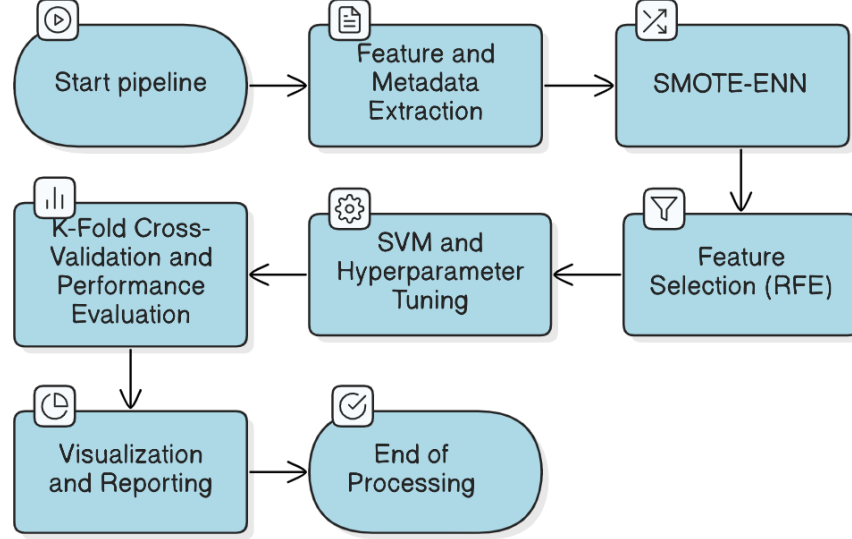 Start pipeline
Feature and
Metadata
Extraction
SMOTE-ENN
Feature
Selection (RFE)
SVM and
Hyperparameter
Tuning
K-Fold Cross-
Validation and
Performance
Evaluation
Visualization
and Reporting
End of
Processing